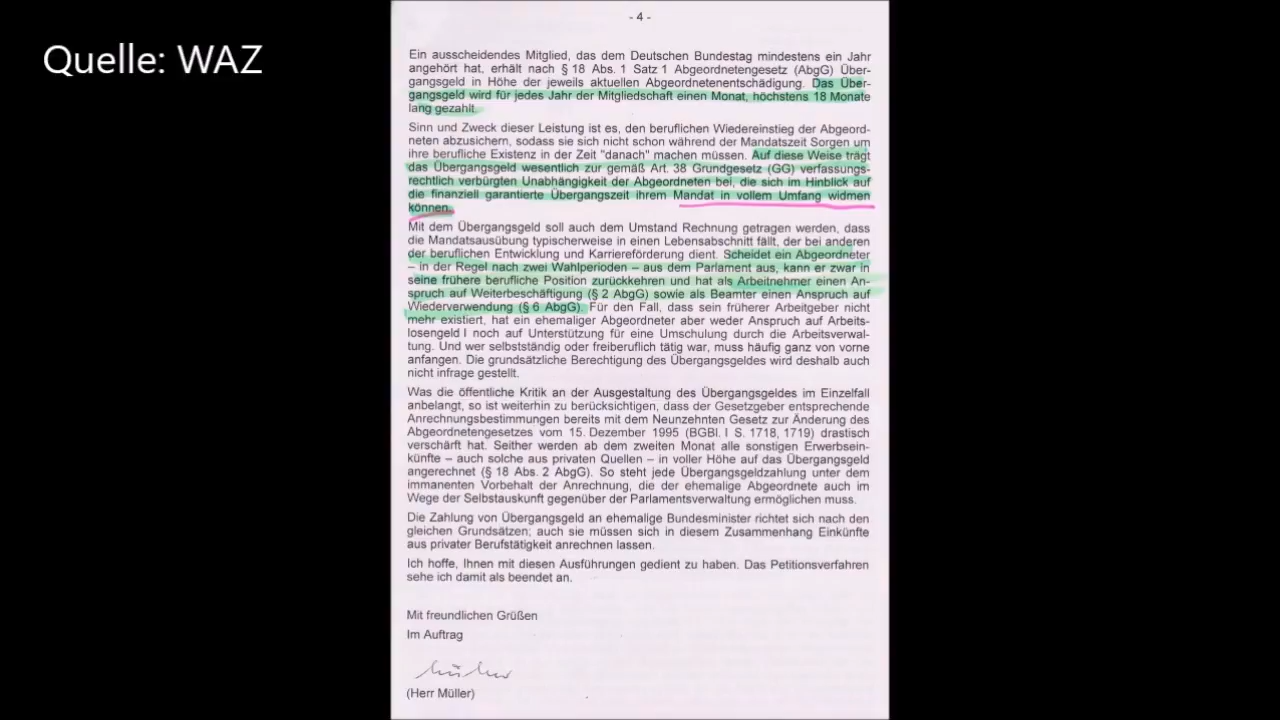 Quelle: WAZ
- 4 -
Ein ausscheidendes Mitglied, das dem Deutschen Bundestag mindestens ein Jahr
angehört hat, erhält nach § 18 Abs. 1 Satz 1 Abgeordnetengesetz (AbgG) Über-
gangsgeld in Höhe der jeweils aktuellen Abgeordnetenentschädigung. Das Über-
gangsgeld wird für jedes Jahr der Mitgliedschaft einen Monat, höchstens 18 Monate
lang gezahlt.
Sinn und Zweck dieser Leistung ist es, den beruflichen Wiedereinstieg der Abgeord-
neten abzusichern, sodass sie sich nicht schon während der Mandatszeit Sorgen um
ihre berufliche Existenz in der Zeit "danach" machen müssen. Auf diese Weise trägt
das Übergangsgeld wesentlich zur gemäß Art. 38 Grundgesetz (GG) verfassungs-
rechtlich verbürgten Unabhängigkeit der Abgeordneten bei, die sich im Hinblick auf
die finanziell garantierte Übergangszeit ihrem Mandat in vollem Umfang widmen
können.
Mit dem Übergangsgeld soll auch dem Umstand Rechnung getragen werden, dass
die Mandatsausübung typischerweise in einen Lebensabschnitt fällt, der bei anderen
der beruflichen Entwicklung und Karriereförderung dient. Scheidet ein Abgeordneter
– in der Regel nach zwei Wahlperioden – aus dem Parlament aus, kann er zwar in
seine frühere berufliche Position zurückkehren und hat als Arbeitnehmer einen An-
spruch auf Weiterbeschäftigung (§ 2 AbgG) sowie als Beamter einen Anspruch auf
Wiederverwendung (§ 6 AbgG). Für den Fall, dass sein früherer Arbeitgeber nicht
mehr existiert, hat ein ehemaliger Abgeordneter aber weder Anspruch auf Arbeits-
losengeld I noch auf Unterstützung für eine Umschulung durch die Arbeitsverwal-
tung. Und wer selbstständig oder freiberuflich tätig war, muss häufig ganz von vorne
anfangen. Die grundsätzliche Berechtigung des Übergangsgeldes wird deshalb auch
nicht infrage gestellt.
Was die öffentliche Kritik an der Ausgestaltung des Übergangsgeldes im Einzelfall
anbelangt, so ist weiterhin zu berücksichtigen, dass der Gesetzgeber entsprechende
Anrechnungsbestimmungen bereits mit dem Neunzehnten Gesetz zur Änderung des
Abgeordnetengesetzes vom 15. Dezember 1995 (BGBl. I S. 1718, 1719) drastisch
verschärft hat. Seither werden ab dem zweiten Monat alle sonstigen Erwerbsein-
künfte – auch solche aus privaten Quellen – in voller Höhe auf das Übergangsgeld
angerechnet (§ 18 Abs. 2 AbgG). So steht jede Übergangsgeldzahlung unter dem
immanenten Vorbehalt der Anrechnung, die der ehemalige Abgeordnete auch im
Wege der Selbstauskunft gegenüber der Parlamentsverwaltung ermöglichen muss.
Die Zahlung von Übergangsgeld an ehemalige Bundesminister richtet sich nach den
gleichen Grundsätzen; auch sie müssen sich in diesem Zusammenhang Einkünfte
aus privater Berufstätigkeit anrechnen lassen.
Ich hoffe, Ihnen mit diesen Ausführungen gedient zu haben. Das Petitionsverfahren
sehe ich damit als beendet an.
Mit freundlichen Grüßen
Im Auftrag
(Herr Müller)